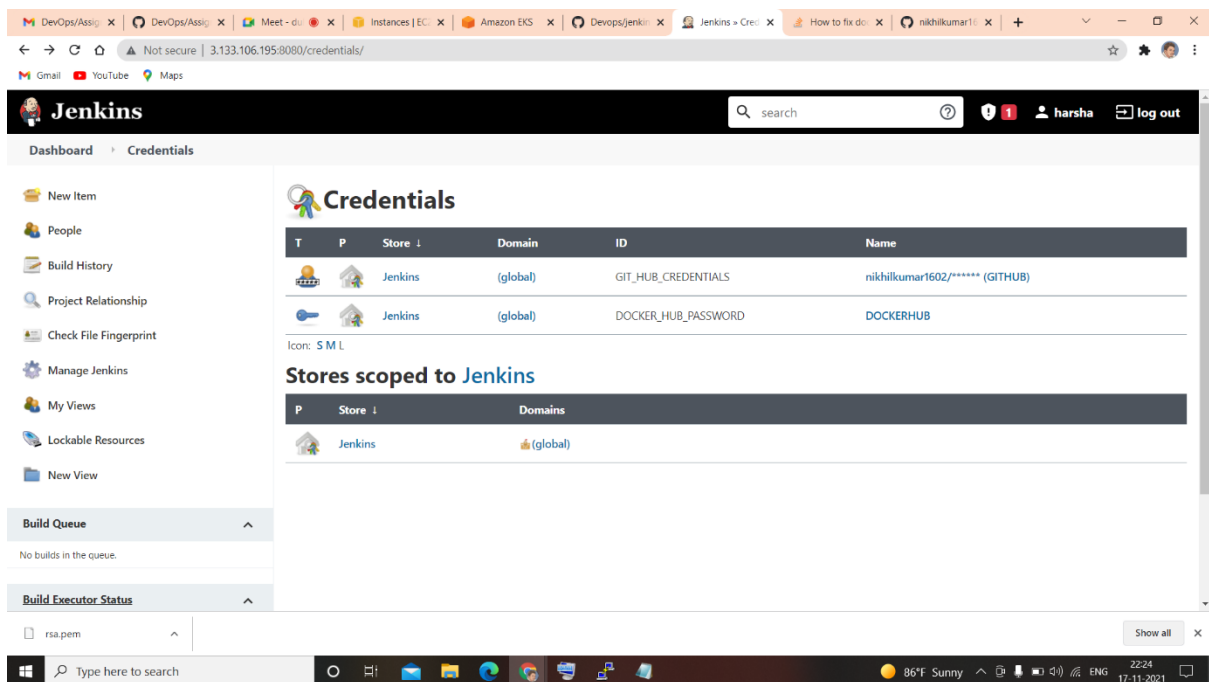 DevOps/Assig DevOps/Assig Meet - du Instances | EC2 Amazon EKS Devops/jenkin Jenkins » Cred How to fix doc nikhilkumar16
Not secure | 3.133.106.195:8080/credentials/
Gmail YouTube Maps
Jenkins search 1 harsha log out
Dashboard Credentials
New Item
People
Build History
Project Relationship
Check File Fingerprint
Manage Jenkins
My Views
Lockable Resources
New View
Build Queue
No builds in the queue.
Build Executor Status
Credentials
T P Store ↓ Domain ID Name
Jenkins (global) GIT_HUB_CREDENTIALS nikhilkumar1602/****** (GITHUB)
Jenkins (global) DOCKER_HUB_PASSWORD DOCKERHUB
Icon: S M L
Stores scoped to Jenkins
P Store ↓ Domains
Jenkins (global)
rsa.pem Show all
Type here to search 86°F Sunny ENG 22:24
17-11-2021